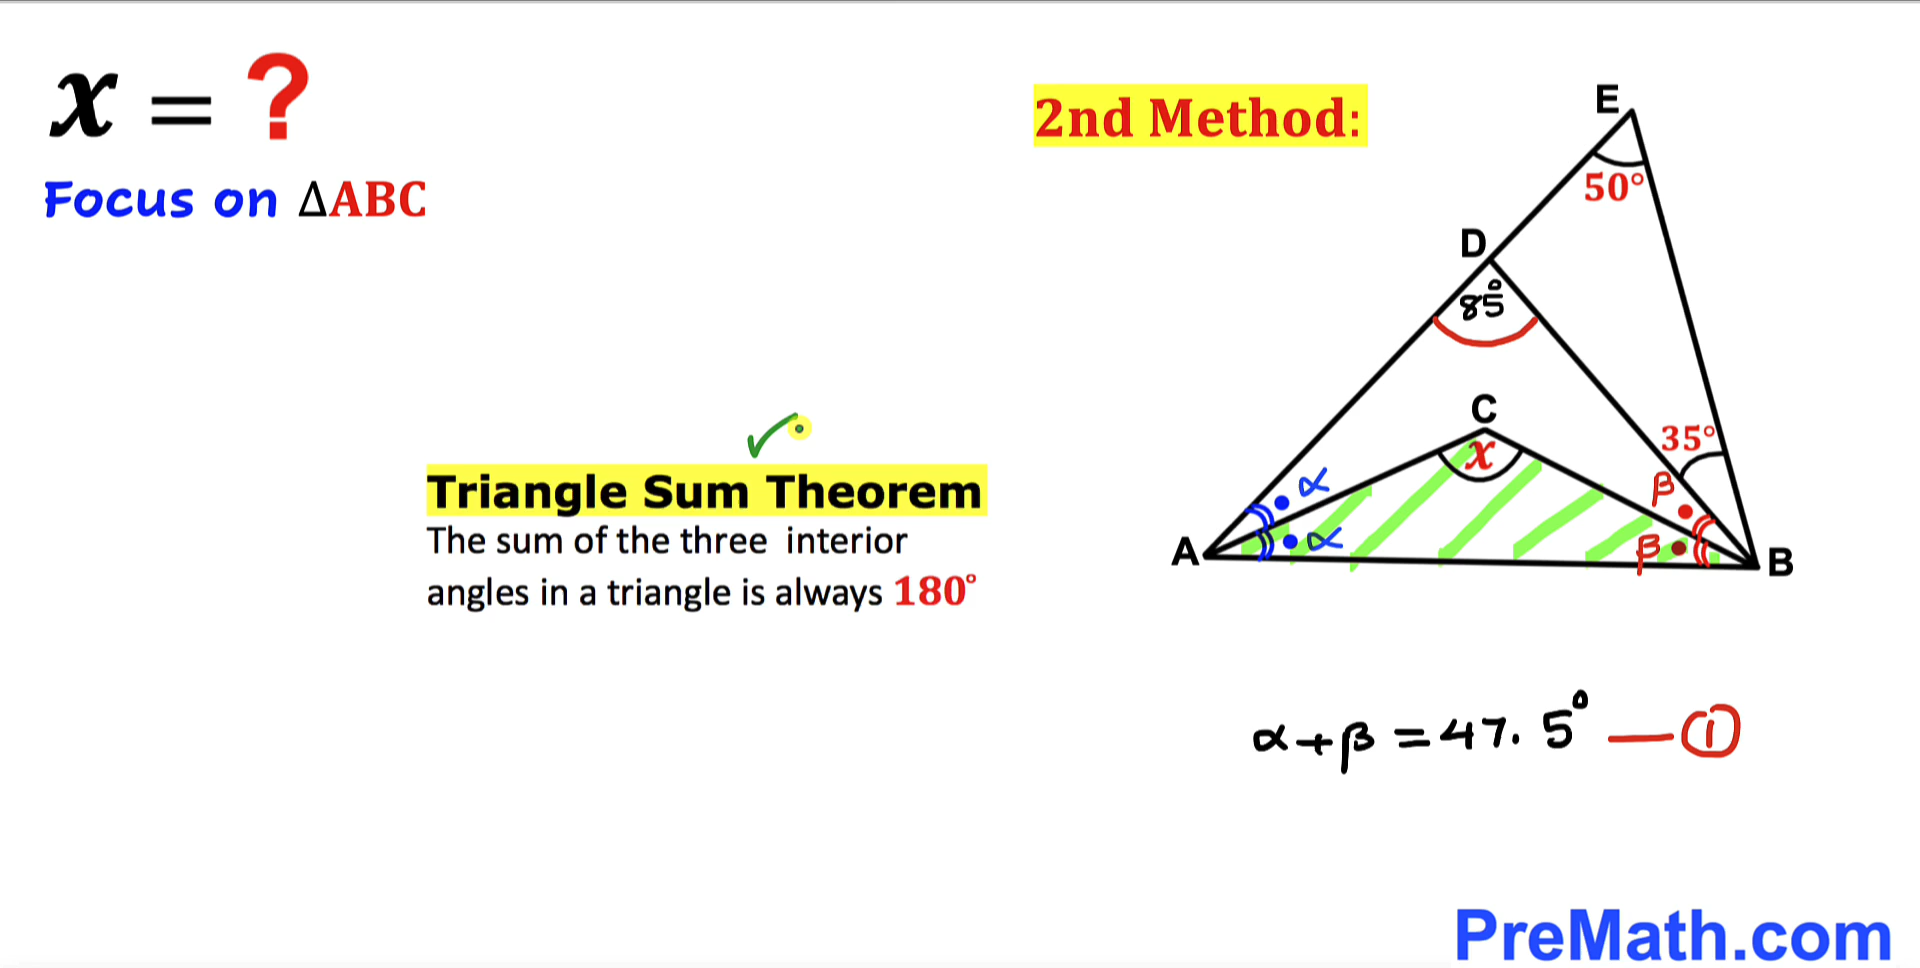 x = ?
Focus on ΔABC
2nd Method:
E
50°
D
85°
C
x
35°
α
β
α
β
A
B
Triangle Sum Theorem
The sum of the three interior
angles in a triangle is always 180°
α + β = 47.5° — ①
PreMath.com